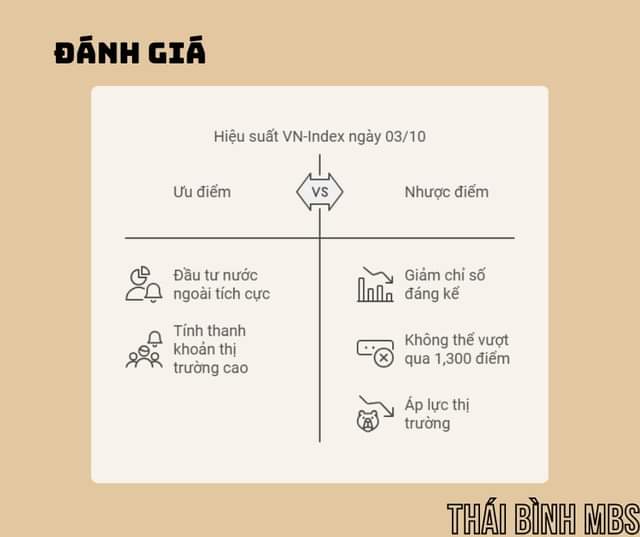 ĐÁNH GIÁ
Hiệu suất VN-Index ngày 03/10
Ưu điểm
VS
Nhược điểm
Đầu tư nước
ngoài tích cực
Tính thanh
khoản thị
trường cao
Giảm chỉ số
đáng kể
Không thể vượt
qua 1,300 điểm
Áp lực thị
trường
THÁI BÌNH MBS